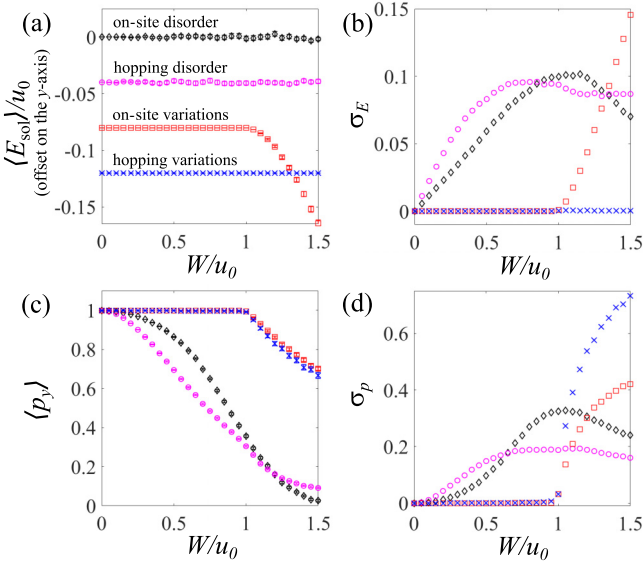 (a)
on-site disorder
hopping disorder
on-site variations
hopping variations
⟨E_sol⟩/u_0
(offset on the y-axis)
0
-0.05
-0.1
-0.15
0 0.5 1 1.5
W/u_0
(b)
σ_E
0.15
0.1
0.05
0
0 0.5 1 1.5
W/u_0
(c)
⟨p_y⟩
1
0.8
0.6
0.4
0.2
0
0 0.5 1 1.5
W/u_0
(d)
σ_p
0.6
0.4
0.2
0
0 0.5 1 1.5
W/u_0